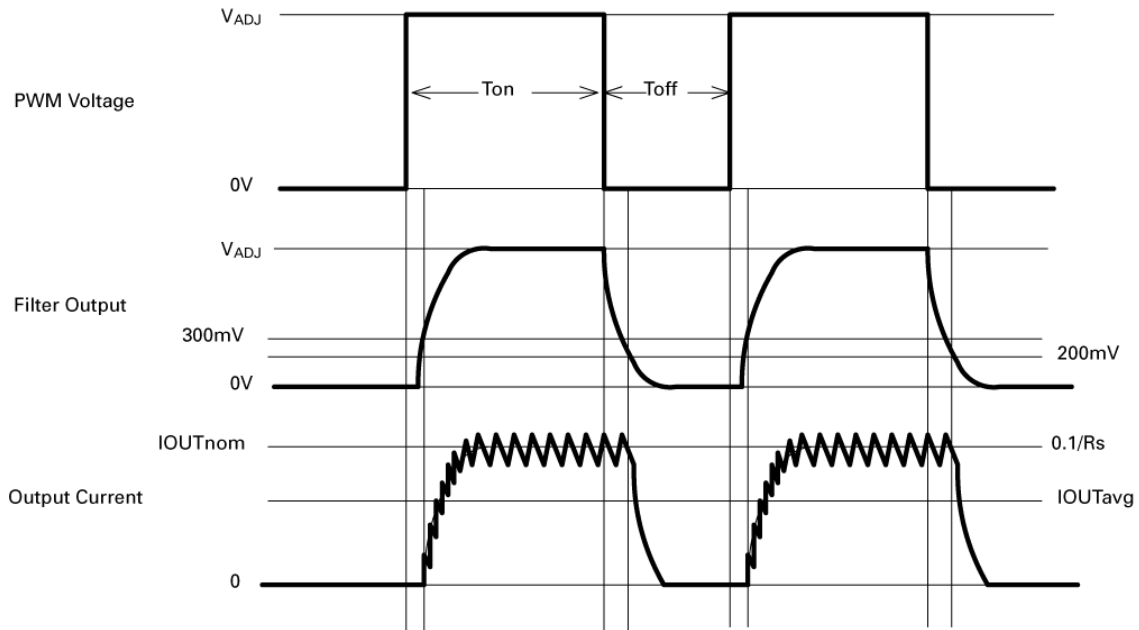 VADJ
PWM Voltage
Ton
Toff
0V
VADJ
Filter Output
300mV
200mV
0V
IOUTnom
0.1/Rs
Output Current
IOUTavg
0